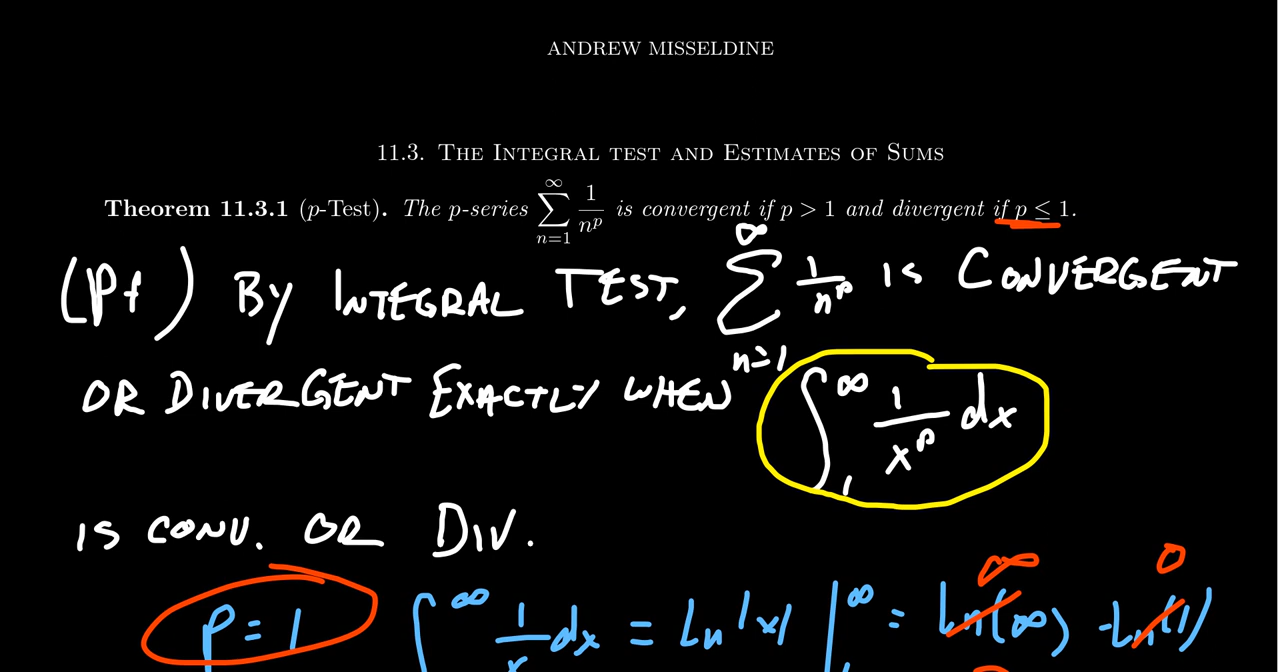 ANDREW MISSELDINE
11.3. THE INTEGRAL TEST AND ESTIMATES OF SUMS
Theorem 11.3.1 (p-Test). The p-series ∑_{n=1}^{∞} 1/n^p is convergent if p > 1 and divergent if p ≤ 1.
(Pf) BY INTEGRAL TEST, ∑_{n=1}^{∞} 1/n^p IS CONVERGENT
OR DIVERGENT EXACTLY WHEN ∫_1^∞ 1/x^p dx
IS CONV. OR DIV.
p = 1 ∫^∞ 1/x dx = Ln|x| |_1^∞ = Ln(∞) - Ln(1) ∞ 0